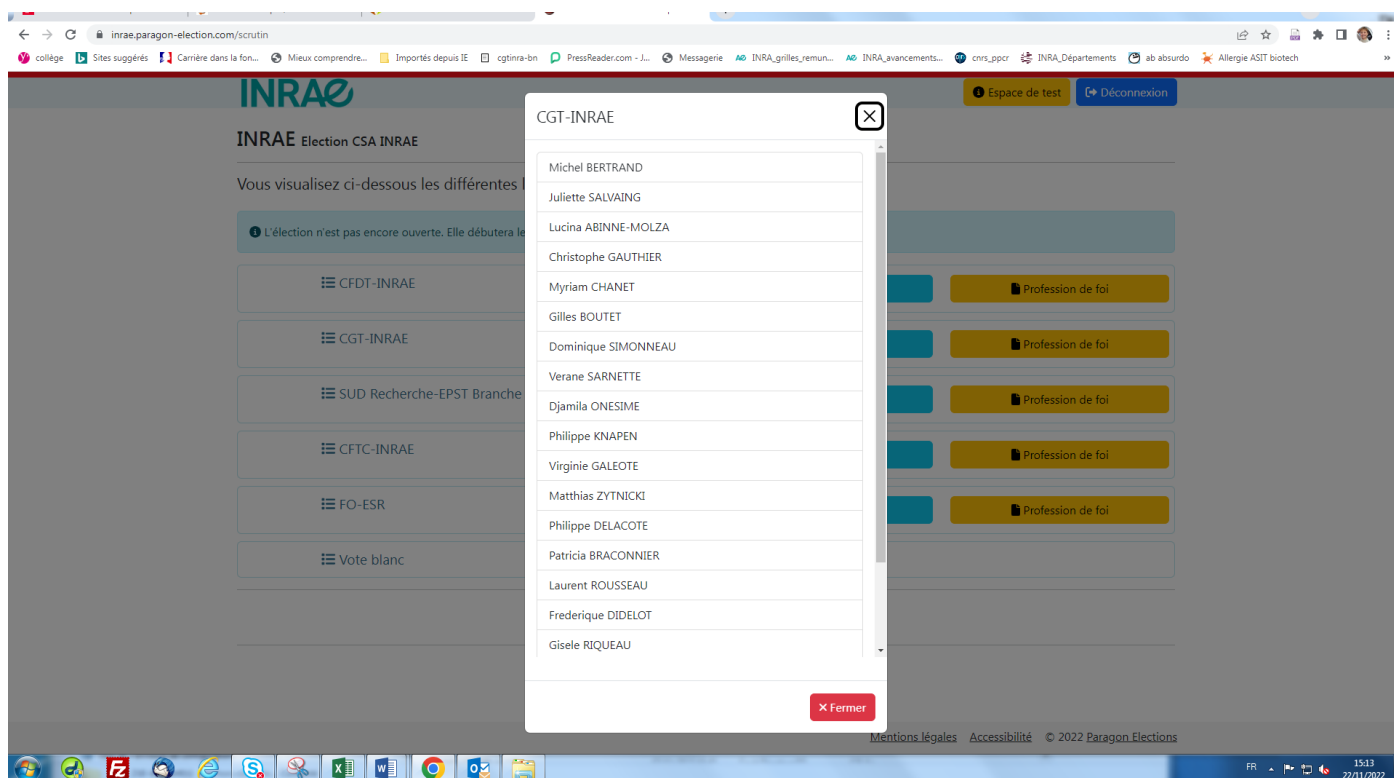 inrae.paragon-election.com/scrutin
collège Sites suggérés Carrière dans la fon... Mieux comprendre... Importés depuis IE cgtinra-bn PressReader.com - J... Messagerie INRA_grilles_remun... INRA_avancements... cnrs_ppcr INRA_Départements ab absurdo Allergie ASIT biotech »
INRAE
Espace de test Déconnexion
INRAE Election CSA INRAE
Vous visualisez ci-dessous les différentes
L'élection n'est pas encore ouverte. Elle débutera le
CFDT-INRAE Profession de foi
CGT-INRAE Profession de foi
SUD Recherche-EPST Branche Profession de foi
CFTC-INRAE Profession de foi
FO-ESR Profession de foi
Vote blanc
CGT-INRAE
Michel BERTRAND
Juliette SALVAING
Lucina ABINNE-MOLZA
Christophe GAUTHIER
Myriam CHANET
Gilles BOUTET
Dominique SIMONNEAU
Verane SARNETTE
Djamila ONESIME
Philippe KNAPEN
Virginie GALEOTE
Matthias ZYTNICKI
Philippe DELACOTE
Patricia BRACONNIER
Laurent ROUSSEAU
Frederique DIDELOT
Gisele RIQUEAU
Fermer
Mentions légales Accessibilité © 2022 Paragon Elections
FR 15:13
22/11/2022